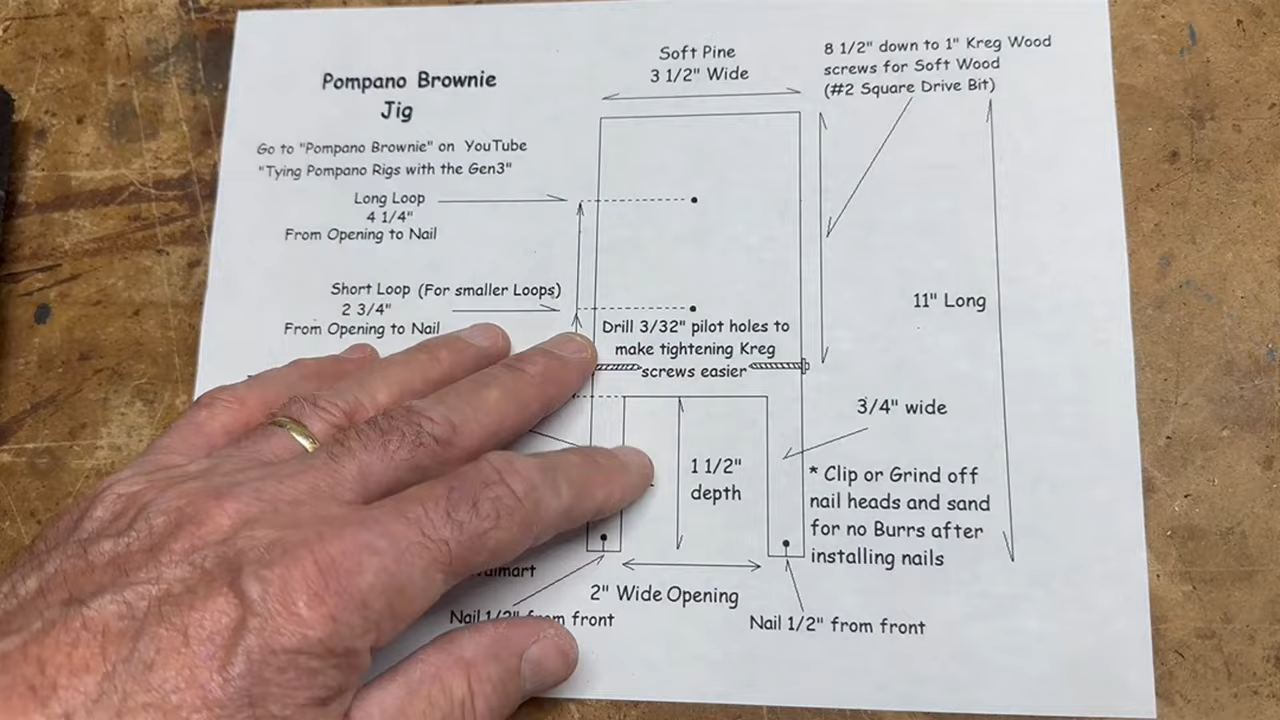 Pompano Brownie
Jig
Go to "Pompano Brownie" on YouTube
"Tying Pompano Rigs with the Gen3"
Long Loop
4 1/4"
From Opening to Nail
Short Loop (For smaller Loops)
2 3/4"
From Opening to Nail
Soft Pine
3 1/2" Wide
8 1/2" down to 1" Kreg Wood
screws for Soft Wood
(#2 Square Drive Bit)
Drill 3/32" pilot holes to
make tightening Kreg
screws easier
11" Long
3/4" wide
1 1/2"
depth
* Clip or Grind off
nail heads and sand
for no Burrs after
installing nails
2" Wide Opening
Nail 1/2" from front
Nail 1/2" from front